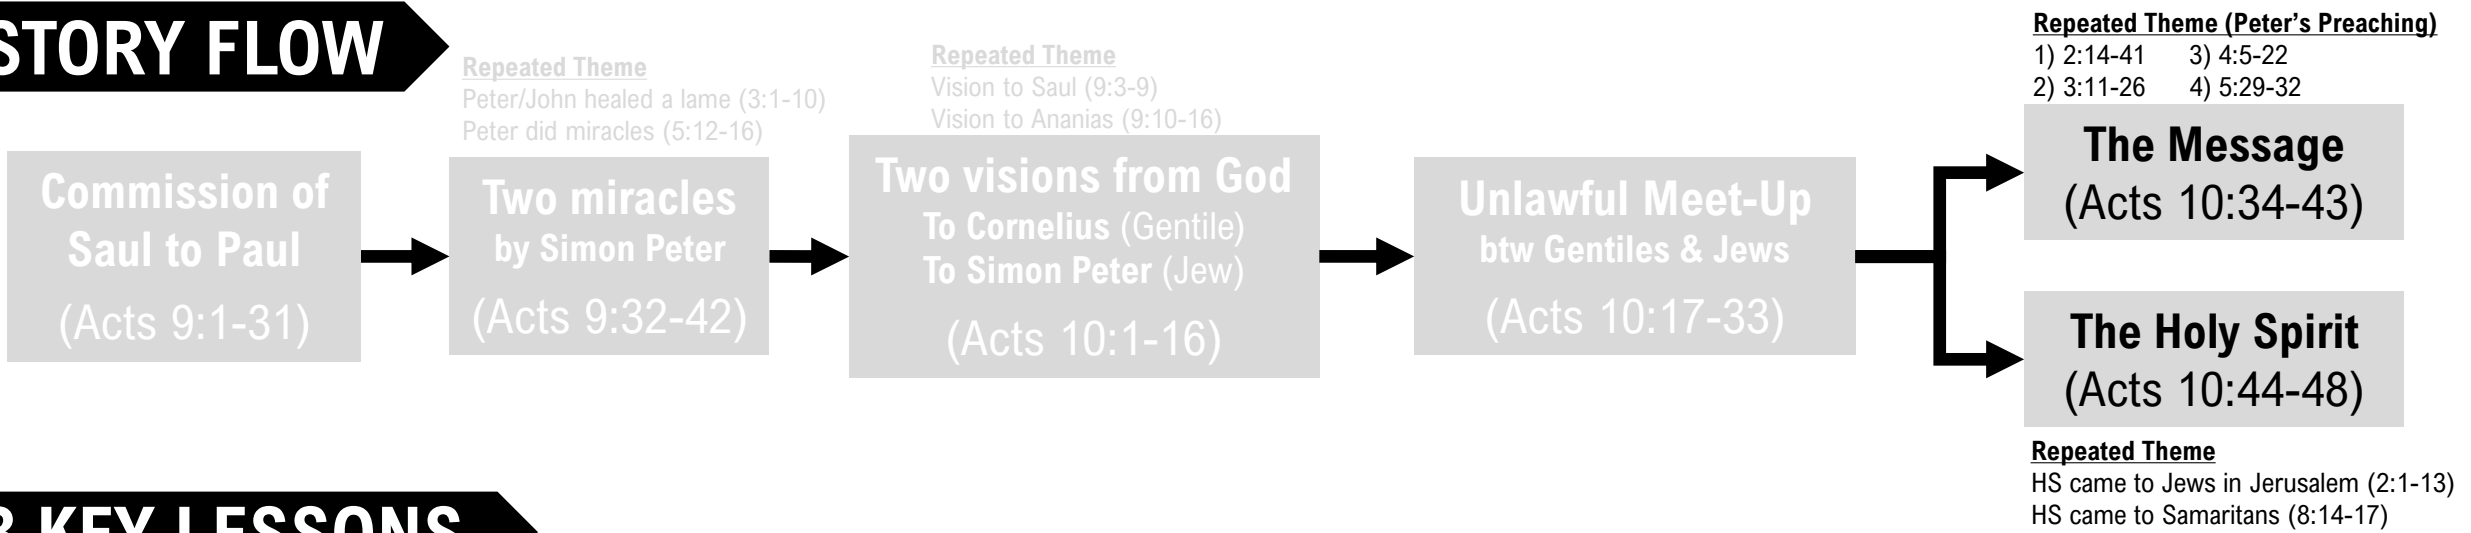 STORY FLOW
Repeated Theme
Peter/John healed a lame (3:1-10)
Peter did miracles (5:12-16)
Repeated Theme
Vision to Saul (9:3-9)
Vision to Ananias (9:10-16)
Repeated Theme (Peter's Preaching)
1) 2:14-41 3) 4:5-22
2) 3:11-26 4) 5:29-32
Commission of
Saul to Paul
(Acts 9:1-31)
Two miracles
by Simon Peter
(Acts 9:32-42)
Two visions from God
To Cornelius (Gentile)
To Simon Peter (Jew)
(Acts 10:1-16)
Unlawful Meet-Up
btw Gentiles & Jews
(Acts 10:17-33)
The Message
(Acts 10:34-43)
The Holy Spirit
(Acts 10:44-48)
Repeated Theme
HS came to Jews in Jerusalem (2:1-13)
HS came to Samaritans (8:14-17)
KEY LESSONS